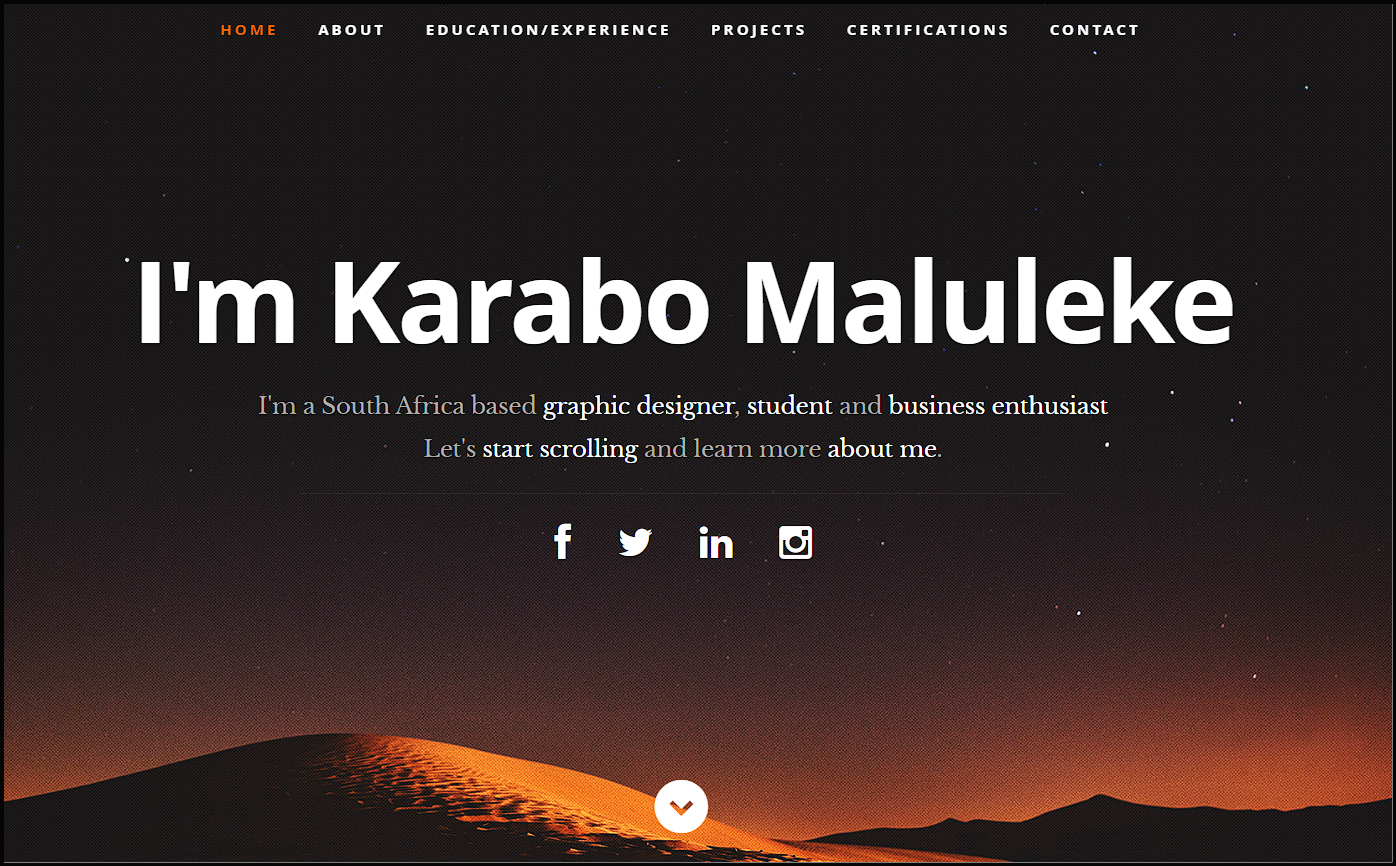 HOME ABOUT EDUCATION/EXPERIENCE PROJECTS CERTIFICATIONS CONTACT
I'm Karabo Maluleke
I'm a South Africa based graphic designer, student and business enthusiast
Let's start scrolling and learn more about me.